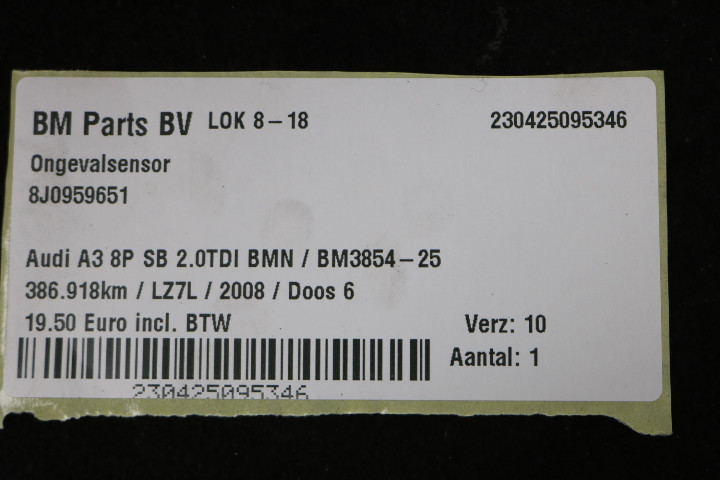 BM Parts BV LOK 8-18 230425095346
Ongevalsensor
8J0959651
Audi A3 8P SB 2.0TDI BMN / BM3854-25
386.918km / LZ7L / 2008 / Doos 6
19.50 Euro incl. BTW Verz: 10
Aantal: 1
230425095346